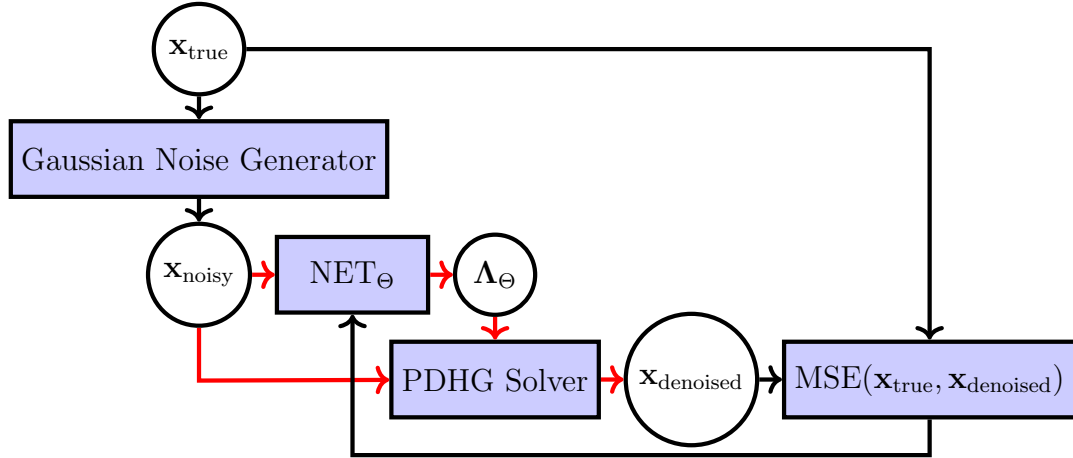 x_true
Gaussian Noise Generator
x_noisy
NET_Θ
Λ_Θ
PDHG Solver
x_denoised
MSE(x_true, x_denoised)